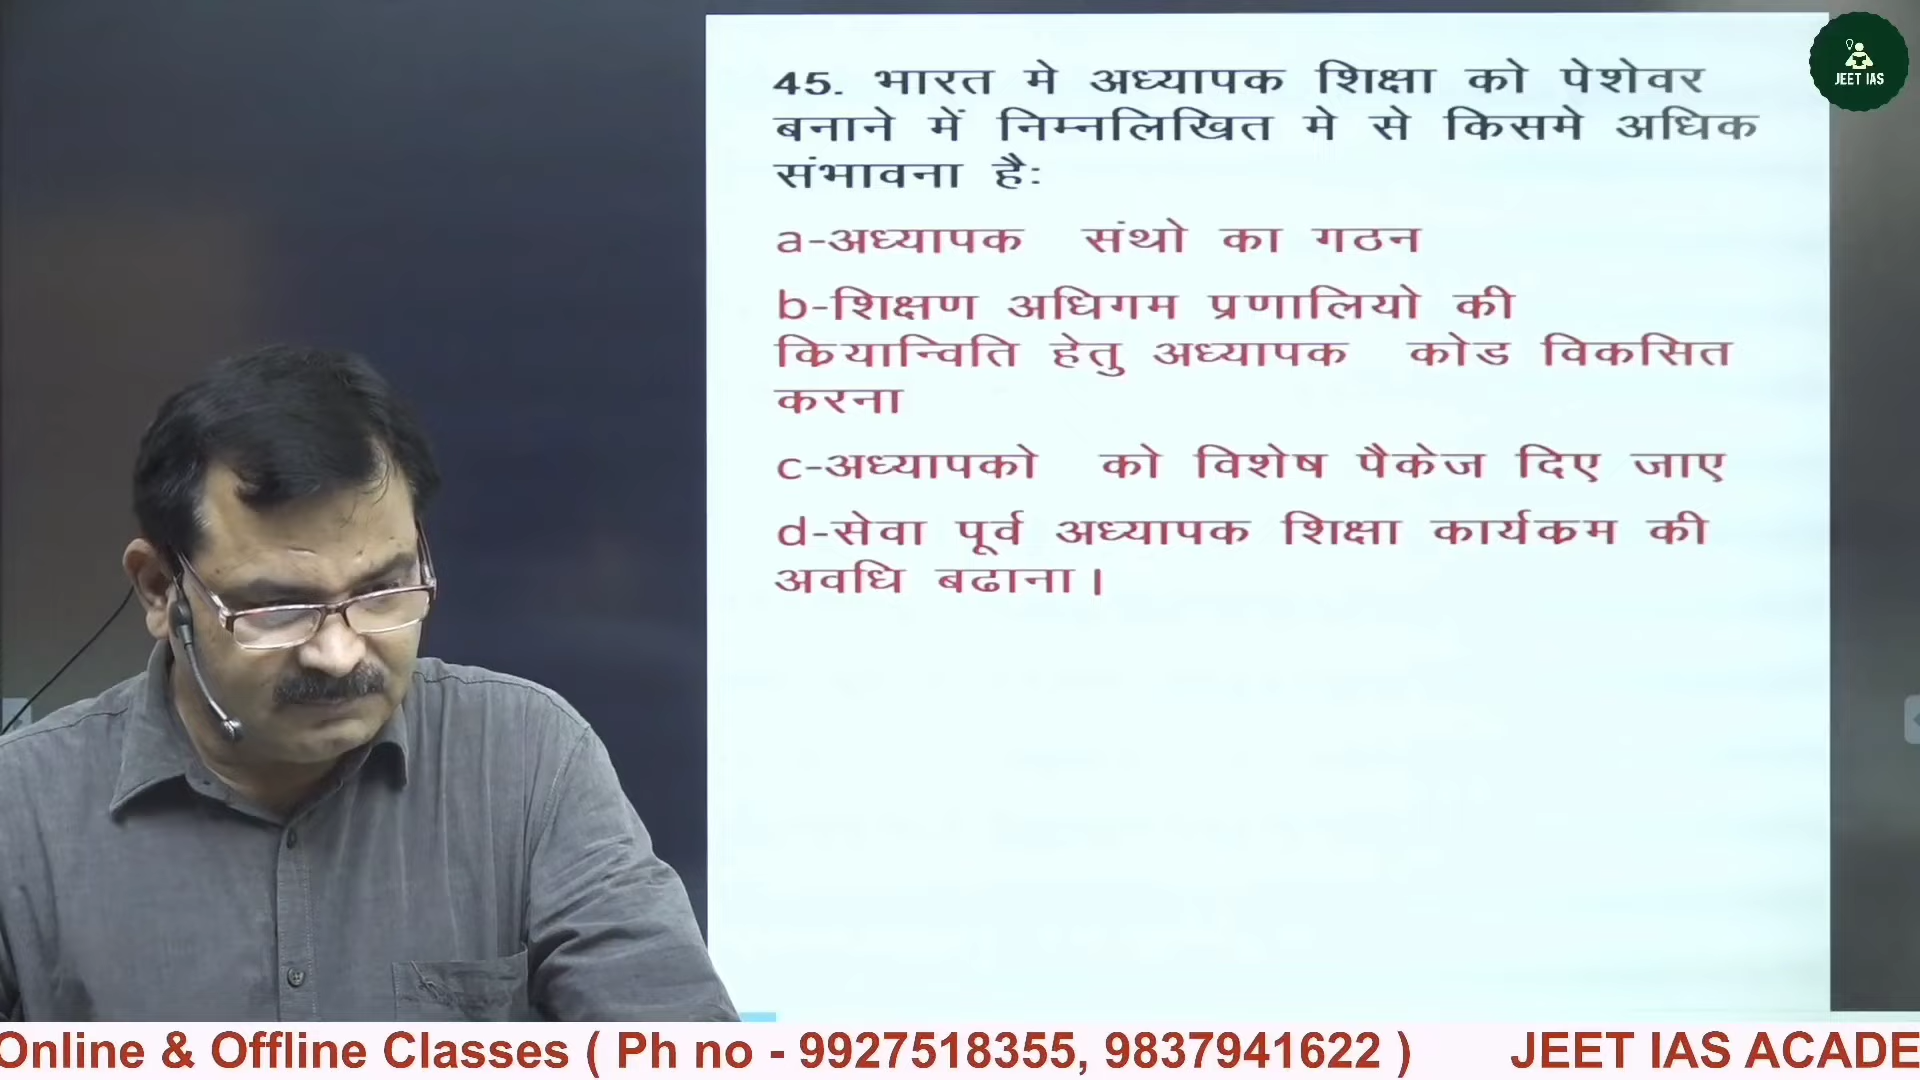 JEET IAS
45. भारत मे अध्यापक शिक्षा को पेशेवर
बनाने में निम्नलिखित मे से किसमे अधिक
संभावना है:
a-अध्यापक संथो का गठन
b-शिक्षण अधिगम प्रणालियो की
कियान्विति हेतु अध्यापक कोड विकसित
करना
c-अध्यापको को विशेष पैकेज दिए जाए
d-सेवा पूर्व अध्यापक शिक्षा कार्यकम की
अवधि बढाना।
Online & Offline Classes ( Ph no - 9927518355, 9837941622 ) JEET IAS ACADE